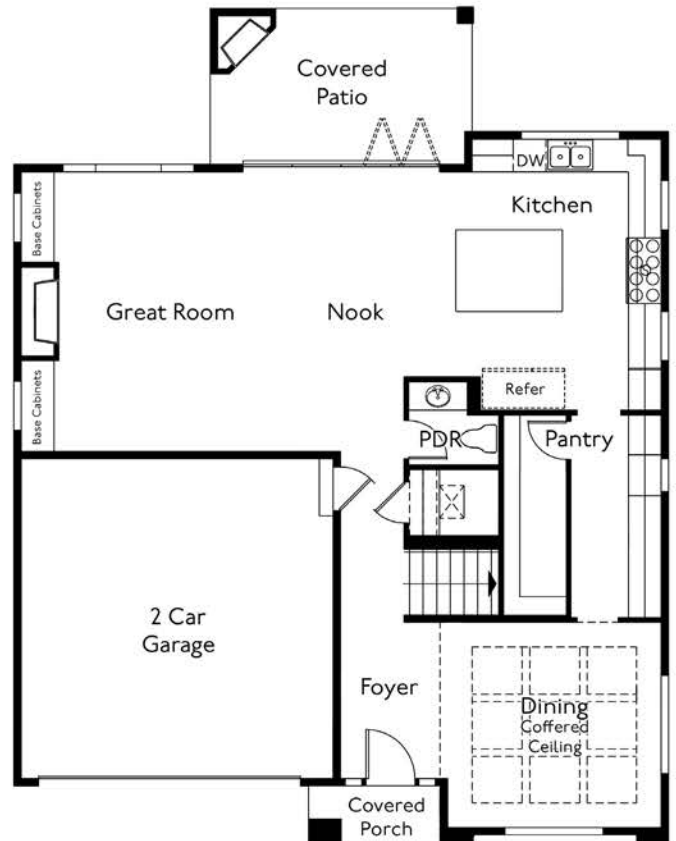 Covered
Patio
DW
Kitchen
Base Cabinets
Great Room
Nook
Base Cabinets
Refer
PDR
Pantry
2 Car
Garage
Foyer
Dining
Coffered
Ceiling
Covered
Porch